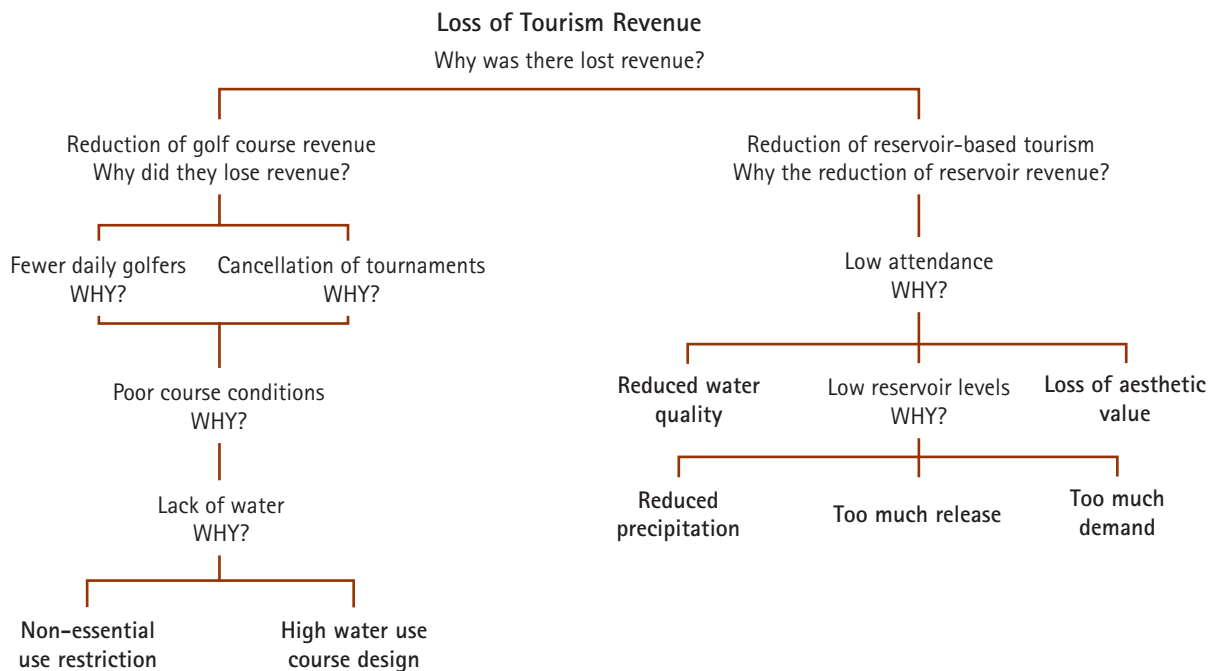 Loss of Tourism Revenue
Why was there lost revenue?
Reduction of golf course revenue
Why did they lose revenue?
Reduction of reservoir-based tourism
Why the reduction of reservoir revenue?
Fewer daily golfers
WHY?
Cancellation of tournaments
WHY?
Low attendance
WHY?
Poor course conditions
WHY?
Reduced water
quality
Low reservoir levels
WHY?
Loss of aesthetic
value
Lack of water
WHY?
Reduced
precipitation
Too much release
Too much
demand
Non-essential
use restriction
High water use
course design